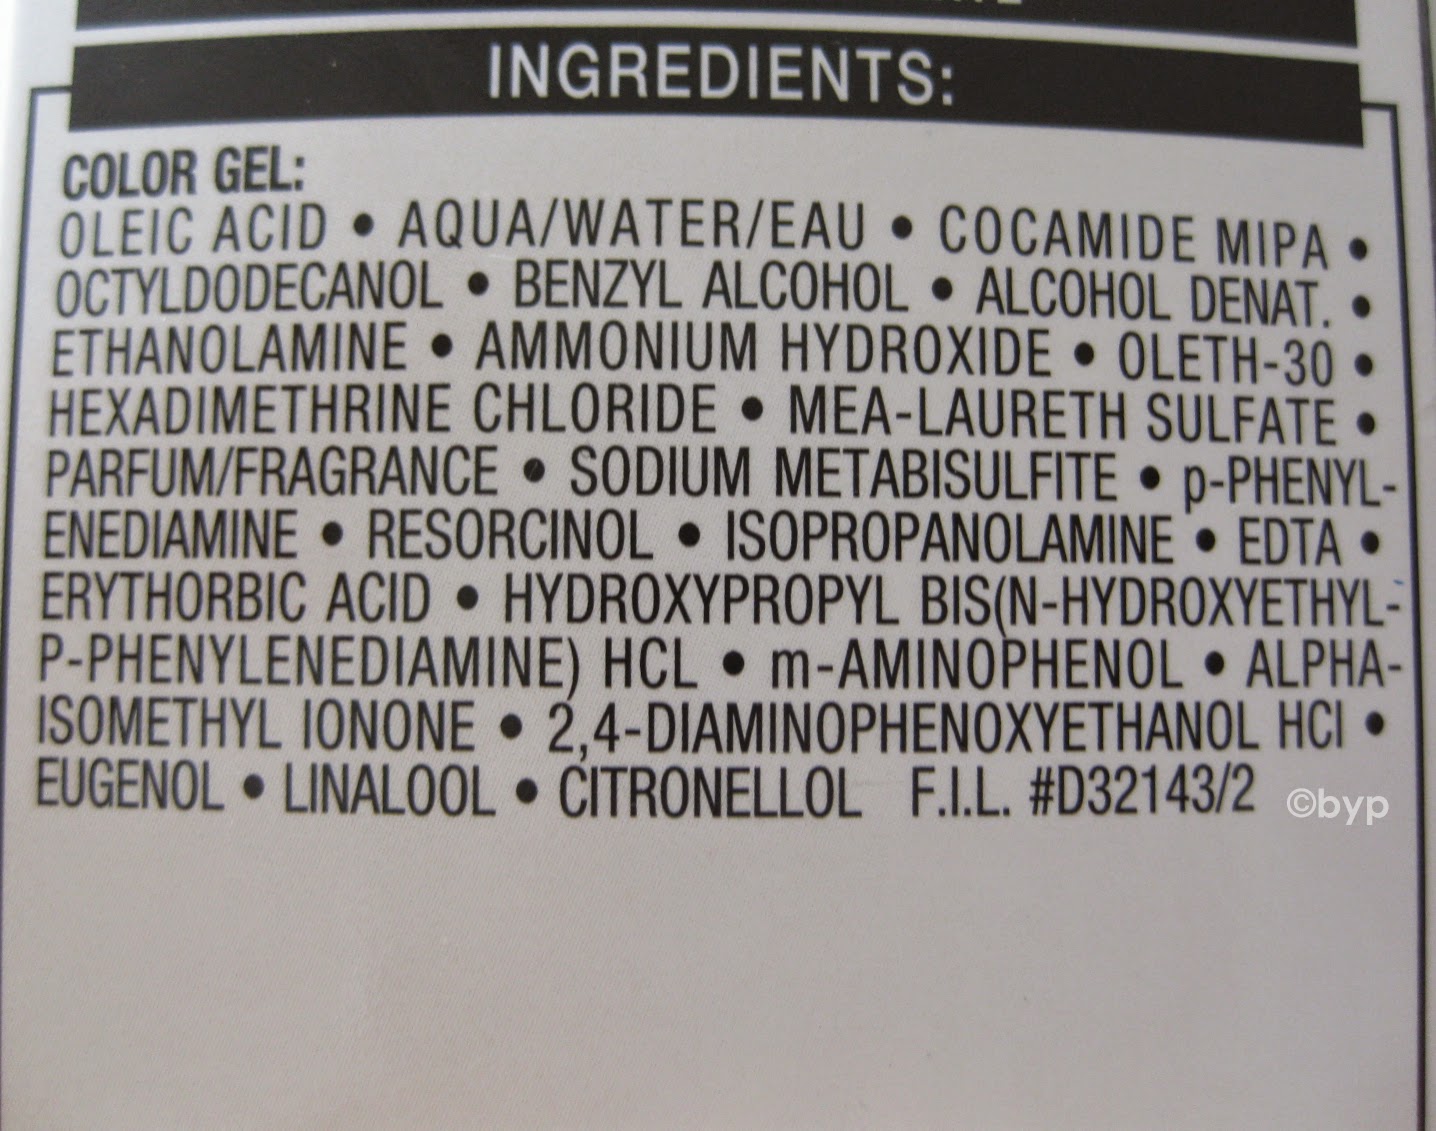 INGREDIENTS:
COLOR GEL:
OLEIC ACID • AQUA/WATER/EAU • COCAMIDE MIPA •
OCTYLDODECANOL • BENZYL ALCOHOL • ALCOHOL DENAT. •
ETHANOLAMINE • AMMONIUM HYDROXIDE • OLETH-30 •
HEXADIMETHRINE CHLORIDE • MEA-LAURETH SULFATE •
PARFUM/FRAGRANCE • SODIUM METABISULFITE • p-PHENYL-
ENEDIAMINE • RESORCINOL • ISOPROPANOLAMINE • EDTA •
ERYTHORBIC ACID • HYDROXYPROPYL BIS(N-HYDROXYETHYL-
P-PHENYLENEDIAMINE) HCL • m-AMINOPHENOL • ALPHA-
ISOMETHYL IONONE • 2,4-DIAMINOPHENOXYETHANOL HCl •
EUGENOL • LINALOOL • CITRONELLOL F.I.L. #D32143/2
©byp